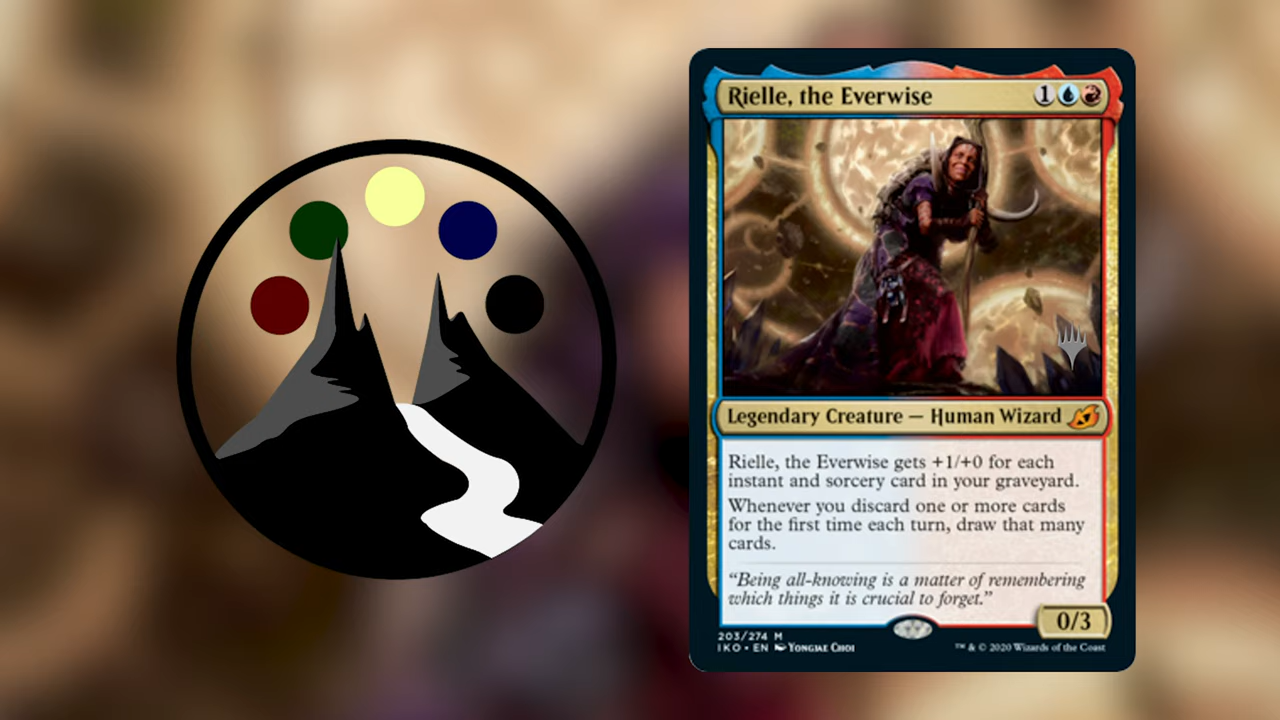 Rielle, the Everwise 1
Legendary Creature — Human Wizard
Rielle, the Everwise gets +1/+0 for each
instant and sorcery card in your graveyard.
Whenever you discard one or more cards
for the first time each turn, draw that many
cards.
“Being all-knowing is a matter of remembering
which things it is crucial to forget.”
0/3
203/274 M
IKO • EN Yongjae Choi
™ & © 2020 Wizards of the Coast